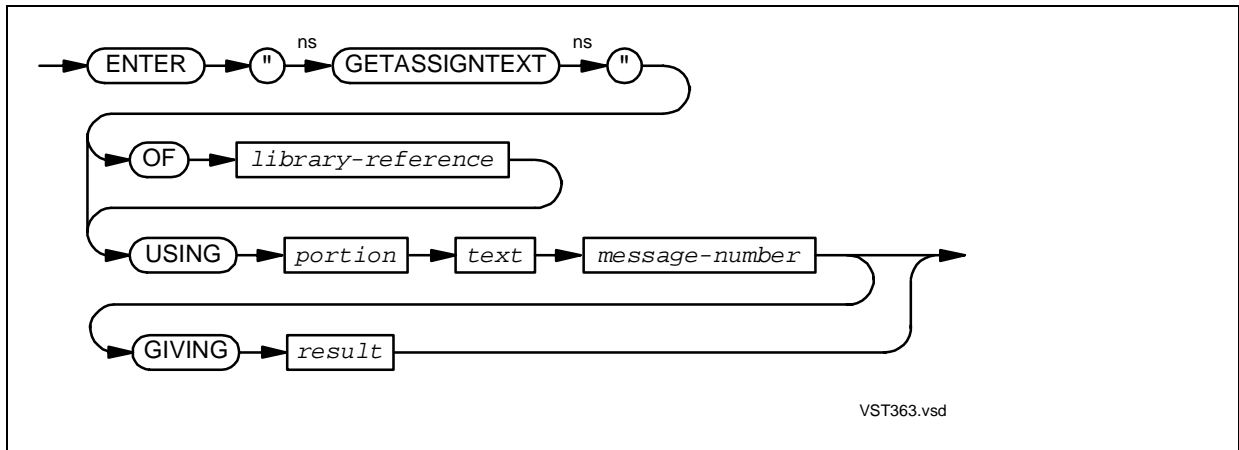 ns ns
ENTER " GETASSIGNTEXT "
OF library-reference
USING portion text message-number
GIVING result
VST363.vsd